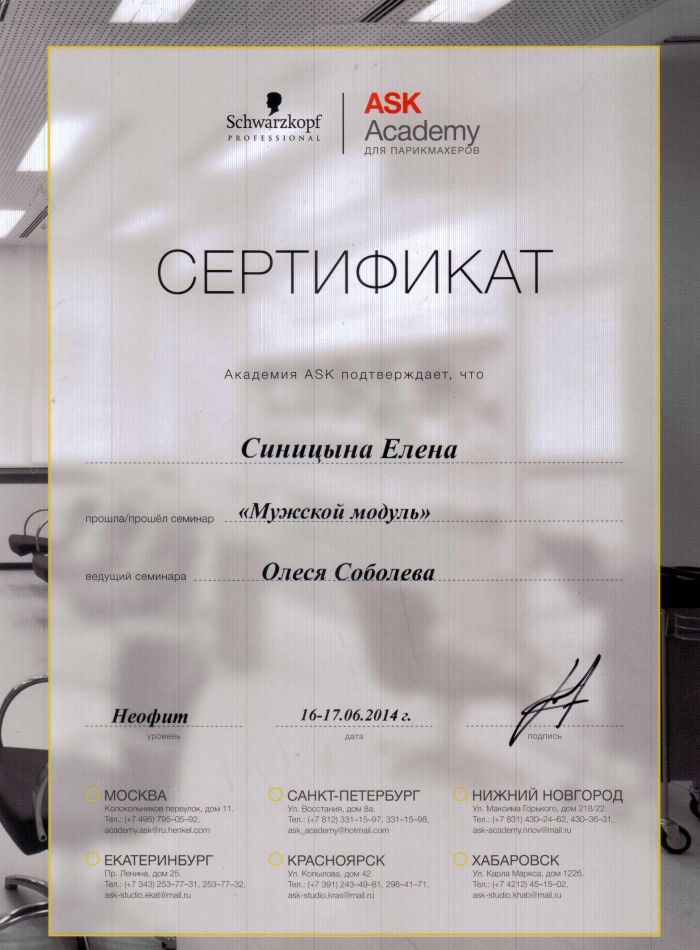 Schwarzkopf
PROFESSIONAL
ASK
Academy
ДЛЯ ПАРИКМАХЕРОВ
СЕРТИФИКАТ
Академия ASK подтверждает, что
Синицына Елена
прошла/прошёл семинар «Мужской модуль»
ведущий семинара Олеся Соболева
Неофит 16-17.06.2014 г.
уровень дата подпись
МОСКВА
Колокольников переулок, дом 11.
Тел.: (+7 495) 795-05-92,
academy.ask@ru.henkel.com
САНКТ-ПЕТЕРБУРГ
Ул. Восстания, дом 8а.
Тел.: (+7 812) 331-15-97, 331-15-98,
ask_academy@hotmail.com
НИЖНИЙ НОВГОРОД
Ул. Максима Горького, дом 218/22.
Тел.: (+7 831) 430-24-62, 430-36-31,
ask-academy.nnov@mail.ru
ЕКАТЕРИНБУРГ
Пр. Ленина, дом 25.
Тел.: (+7 343) 253-77-31, 253-77-32,
ask-studio.ekat@mail.ru
КРАСНОЯРСК
Ул. Копылова, дом 42.
Тел.: (+7 391) 243-49-81, 298-41-71,
ask-studio.kras@mail.ru
ХАБАРОВСК
Ул. Карла Маркса, дом 122б.
Тел.: (+7 4212) 45-15-02,
ask-studio.khab@mail.ru